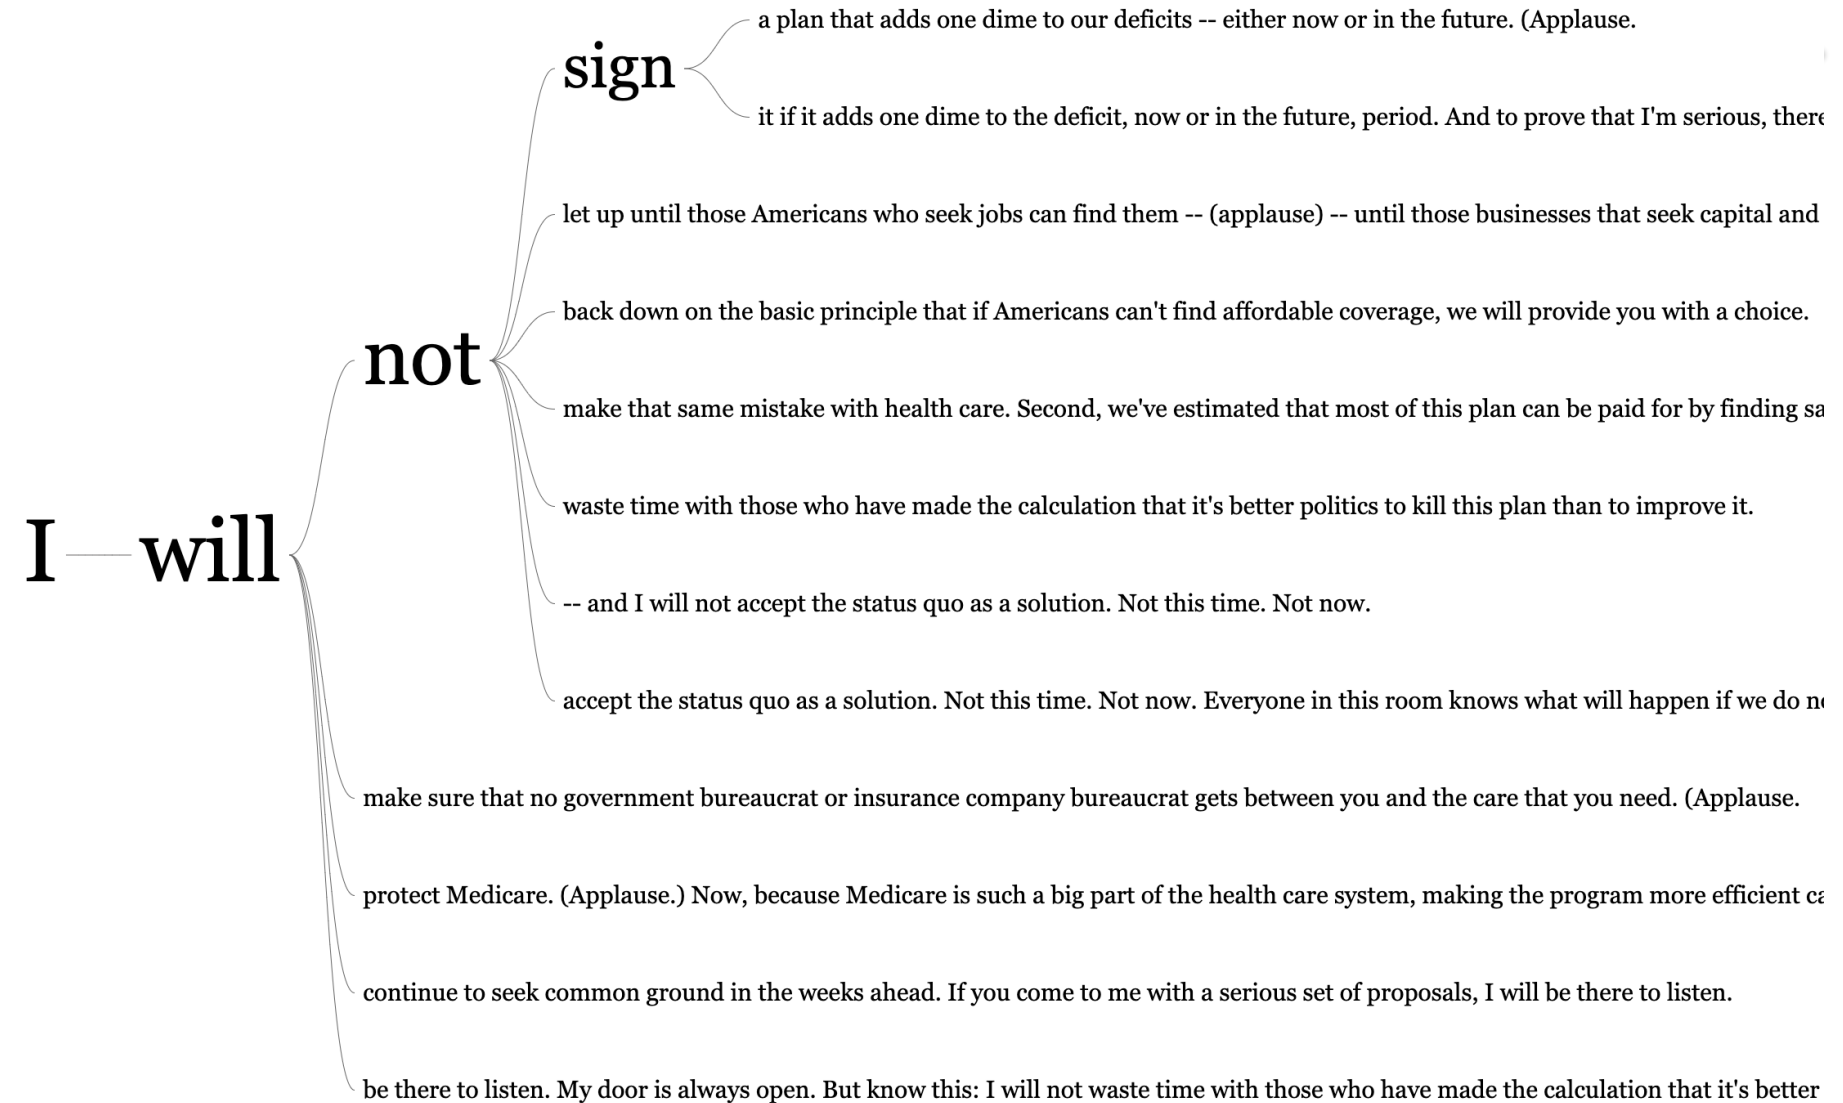 a plan that adds one dime to our deficits -- either now or in the future. (Applause.
sign
it if it adds one dime to the deficit, now or in the future, period. And to prove that I'm serious, there
let up until those Americans who seek jobs can find them -- (applause) -- until those businesses that seek capital and
back down on the basic principle that if Americans can't find affordable coverage, we will provide you with a choice.
not
make that same mistake with health care. Second, we've estimated that most of this plan can be paid for by finding sa
waste time with those who have made the calculation that it's better politics to kill this plan than to improve it.
I will
-- and I will not accept the status quo as a solution. Not this time. Not now.
accept the status quo as a solution. Not this time. Not now. Everyone in this room knows what will happen if we do
make sure that no government bureaucrat or insurance company bureaucrat gets between you and the care that you need. (Applause.
protect Medicare. (Applause.) Now, because Medicare is such a big part of the health care system, making the program more efficient ca
continue to seek common ground in the weeks ahead. If you come to me with a serious set of proposals, I will be there to listen.
be there to listen. My door is always open. But know this: I will not waste time with those who have made the calculation that it's better